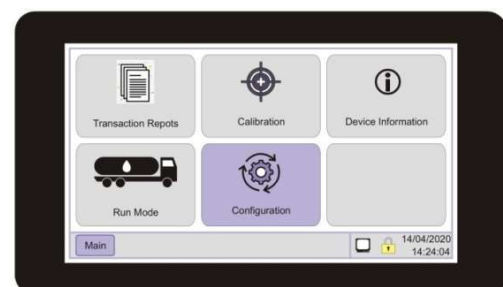 Transaction Repots
Calibration
Device Information
Run Mode
Configuration
Main
14/04/2020
14:24:04